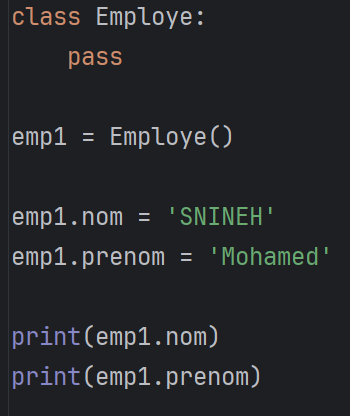 class Employe:
    pass
emp1 = Employe()
emp1.nom = 'SNINEH'
emp1.prenom = 'Mohamed'
print(emp1.nom)
print(emp1.prenom)